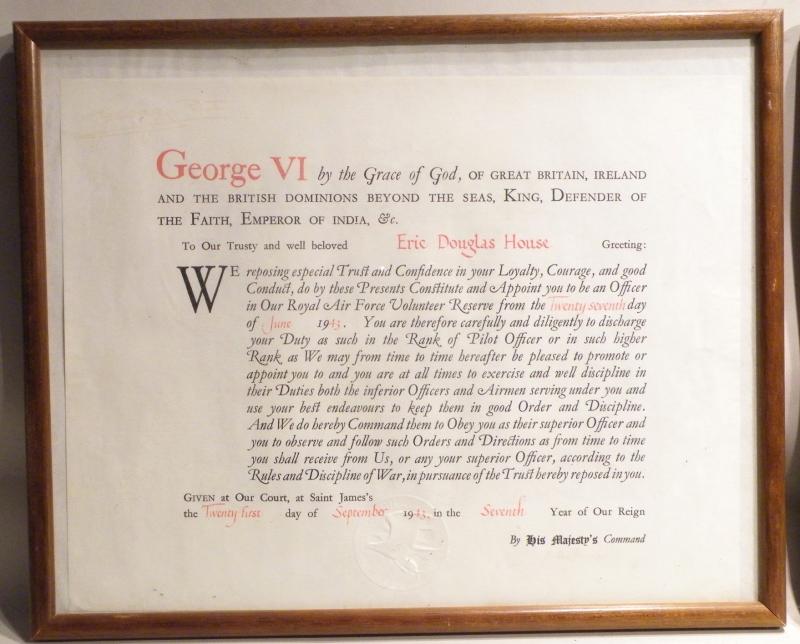 George VI by the Grace of God, OF GREAT BRITAIN, IRELAND
AND THE BRITISH DOMINIONS BEYOND THE SEAS, KING, DEFENDER OF
THE FAITH, EMPEROR OF INDIA, &c.
To Our Trusty and well beloved Eric Douglas House Greeting:
WE reposing especial Trust and Confidence in your Loyalty, Courage, and good
Conduct, do by these Presents Constitute and Appoint you to be an Officer
in Our Royal Air Force Volunteer Reserve from the Twenty seventh day
of June 1943. You are therefore carefully and diligently to discharge
your Duty as such in the Rank of Pilot Officer or in such higher
Rank as We may from time to time hereafter be pleased to promote or
appoint you to and you are at all times to exercise and well discipline in
their Duties both the inferior Officers and Airmen serving under you and
use your best endeavours to keep them in good Order and Discipline.
And We do hereby Command them to Obey you as their superior Officer and
you to observe and follow such Orders and Directions as from time to time
you shall receive from Us, or any your superior Officer, according to the
Rules and Discipline of War, in pursuance of the Trust hereby reposed in you.
GIVEN at Our Court, at Saint James's
the Twenty first day of September 1943, in the Seventh Year of Our Reign
By His Majesty's Command